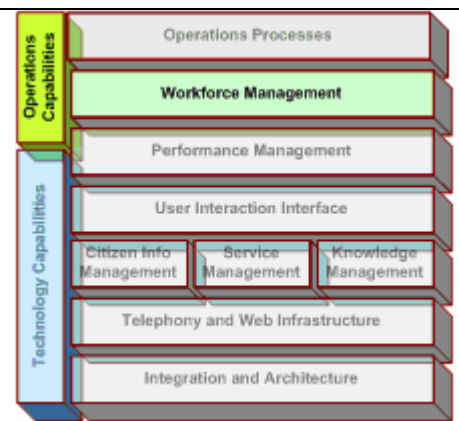 Operations
Capabilities
Operations Processes
Workforce Management
Performance Management
Technology Capabilities
User Interaction Interface
Citizen Info
Management
Service
Management
Knowledge
Management
Telephony and Web Infrastructure
Integration and Architecture